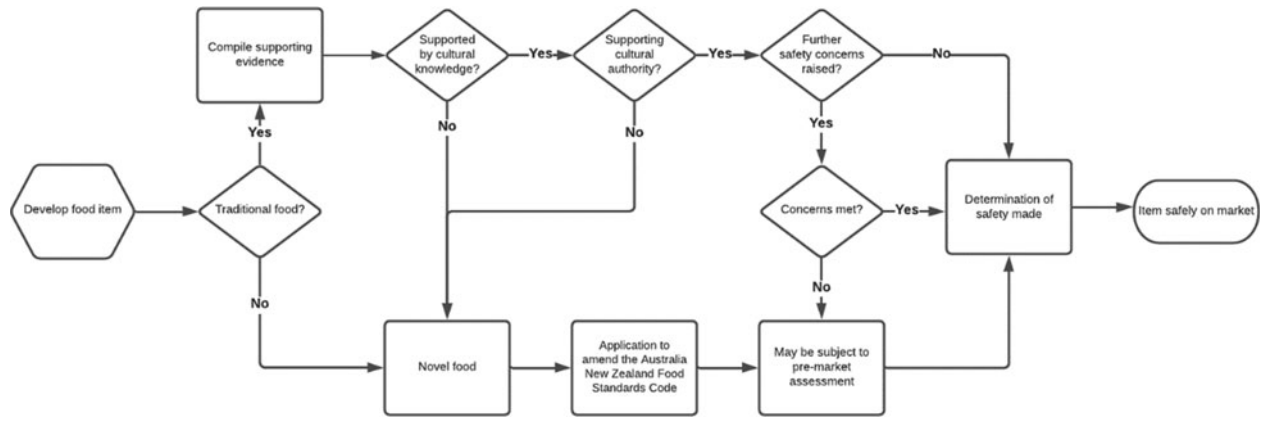 Compile supporting
evidence
Supported
by cultural
knowledge?
Yes
Supporting
cultural
authority?
Yes
Further
safety concerns
raised?
No
Yes
No
No
Yes
Develop food item
Traditional food?
Concerns met?
Yes
Determination of
safety made
Item safely on market
No
No
Novel food
Application to
amend the Australia
New Zealand Food
Standards Code
May be subject to
pre-market
assessment